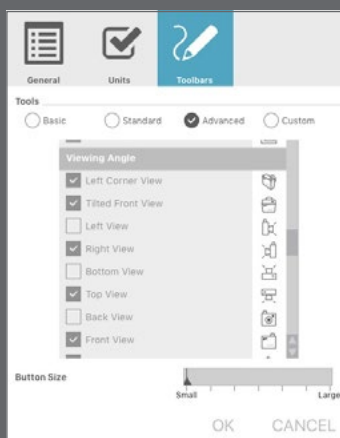 General Units Toolbars
Tools
Basic Standard Advanced Custom
Viewing Angle
Left Corner View
Tilted Front View
Left View
Right View
Bottom View
Top View
Back View
Front View
Button Size
Small Large
OK CANCEL